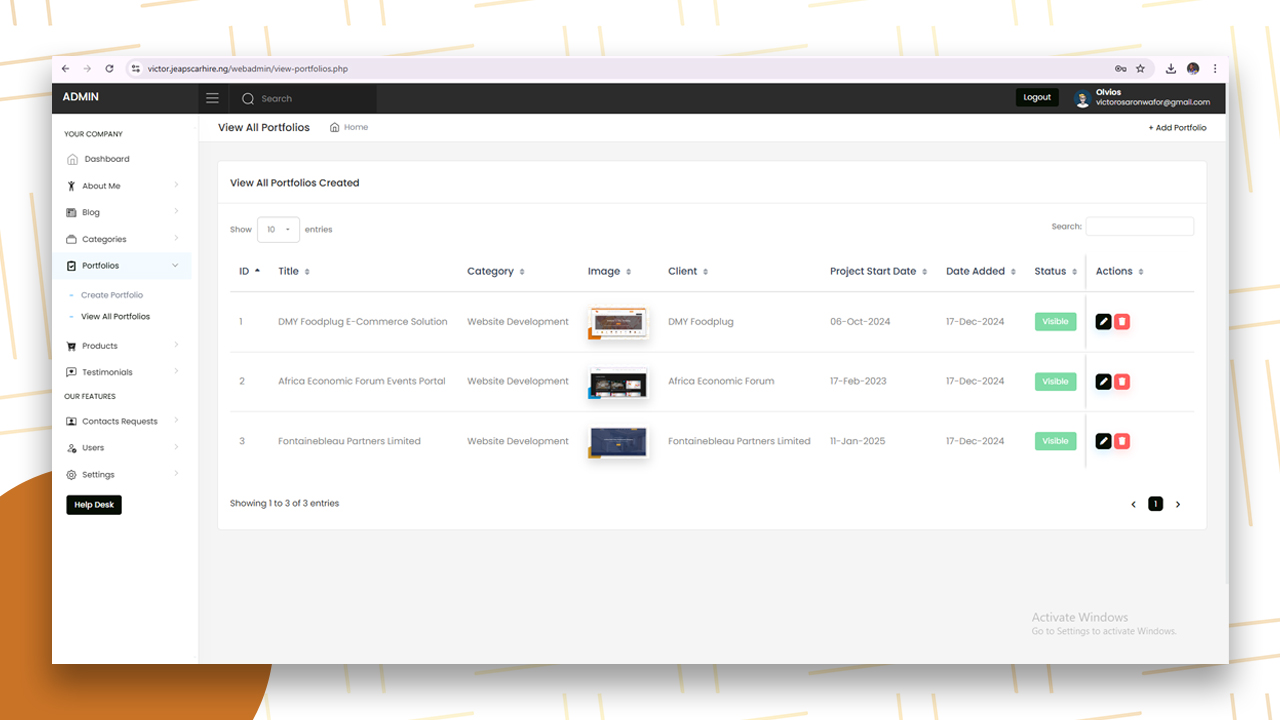 victor.jeapscarhire.ng/webadmin/view-portfolios.php
ADMIN
Search
Logout
Olvios
victorosaronwafor@gmail.com
YOUR COMPANY
Dashboard
About Me
Blog
Categories
Portfolios
Create Portfolio
View All Portfolios
Products
Testimonials
OUR FEATURES
Contacts Requests
Users
Settings
Help Desk
View All Portfolios
Home
+ Add Portfolio
View All Portfolios Created
Show 10 entries
Search:
ID Title Category Image Client Project Start Date Date Added Status Actions
1 DMY Foodplug E-Commerce Solution Website Development DMY Foodplug 06-Oct-2024 17-Dec-2024 Visible
2 Africa Economic Forum Events Portal Website Development Africa Economic Forum 17-Feb-2023 17-Dec-2024 Visible
3 Fontainebleau Partners Limited Website Development Fontainebleau Partners Limited 11-Jan-2025 17-Dec-2024 Visible
Showing 1 to 3 of 3 entries
1
Activate Windows
Go to Settings to activate Windows.